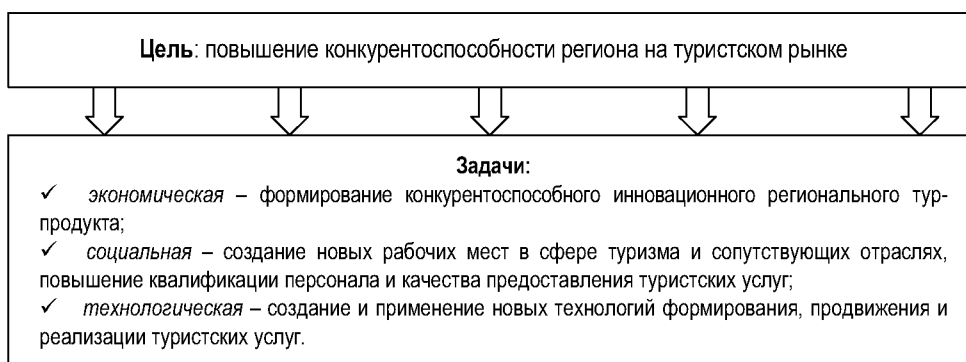 Цель: повышение конкурентоспособности региона на туристском рынке
Задачи:
✓ экономическая – формирование конкурентоспособного инновационного регионального тур-
продукта;
✓ социальная – создание новых рабочих мест в сфере туризма и сопутствующих отраслях,
повышение квалификации персонала и качества предоставления туристских услуг;
✓ технологическая – создание и применение новых технологий формирования, продвижения и
реализации туристских услуг.